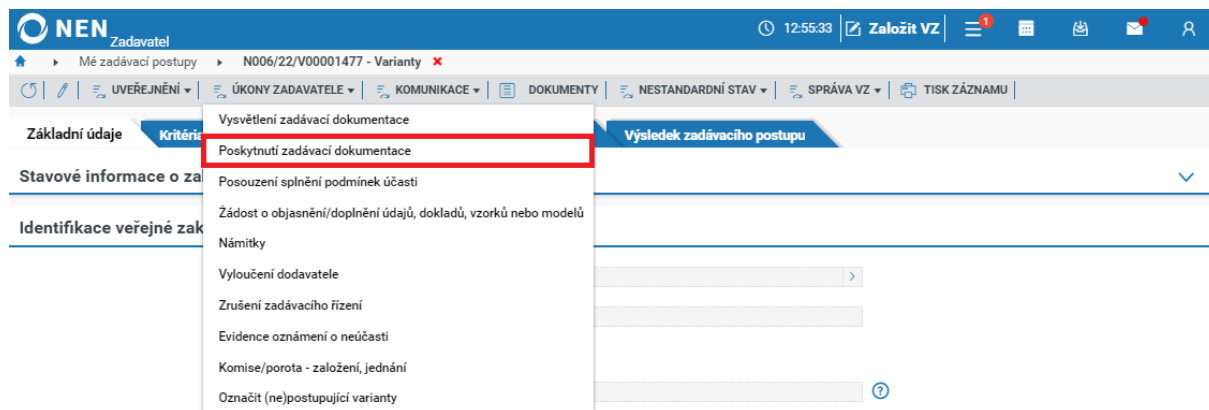 NEN Zadavatel 12:55:33 Založit VZ 1
Mé zadávací postupy N006/22/V00001477 - Varianty
UVEŘEJNĚNÍ ÚKONY ZADAVATELE KOMUNIKACE DOKUMENTY NESTANDARDNÍ STAV SPRÁVA VZ TISK ZÁZNAMU
Základní údaje Kritéria Výsledek zadávacího postupu
Stavové informace o za
Identifikace veřejné zak
Vysvětlení zadávací dokumentace
Poskytnutí zadávací dokumentace
Posouzení splnění podmínek účasti
Žádost o objasnění/doplnění údajů, dokladů, vzorků nebo modelů
Námitky
Vyloučení dodavatele
Zrušení zadávacího řízení
Evidence oznámení o neúčasti
Komise/porota - založení, jednání
Označit (ne)postupující varianty